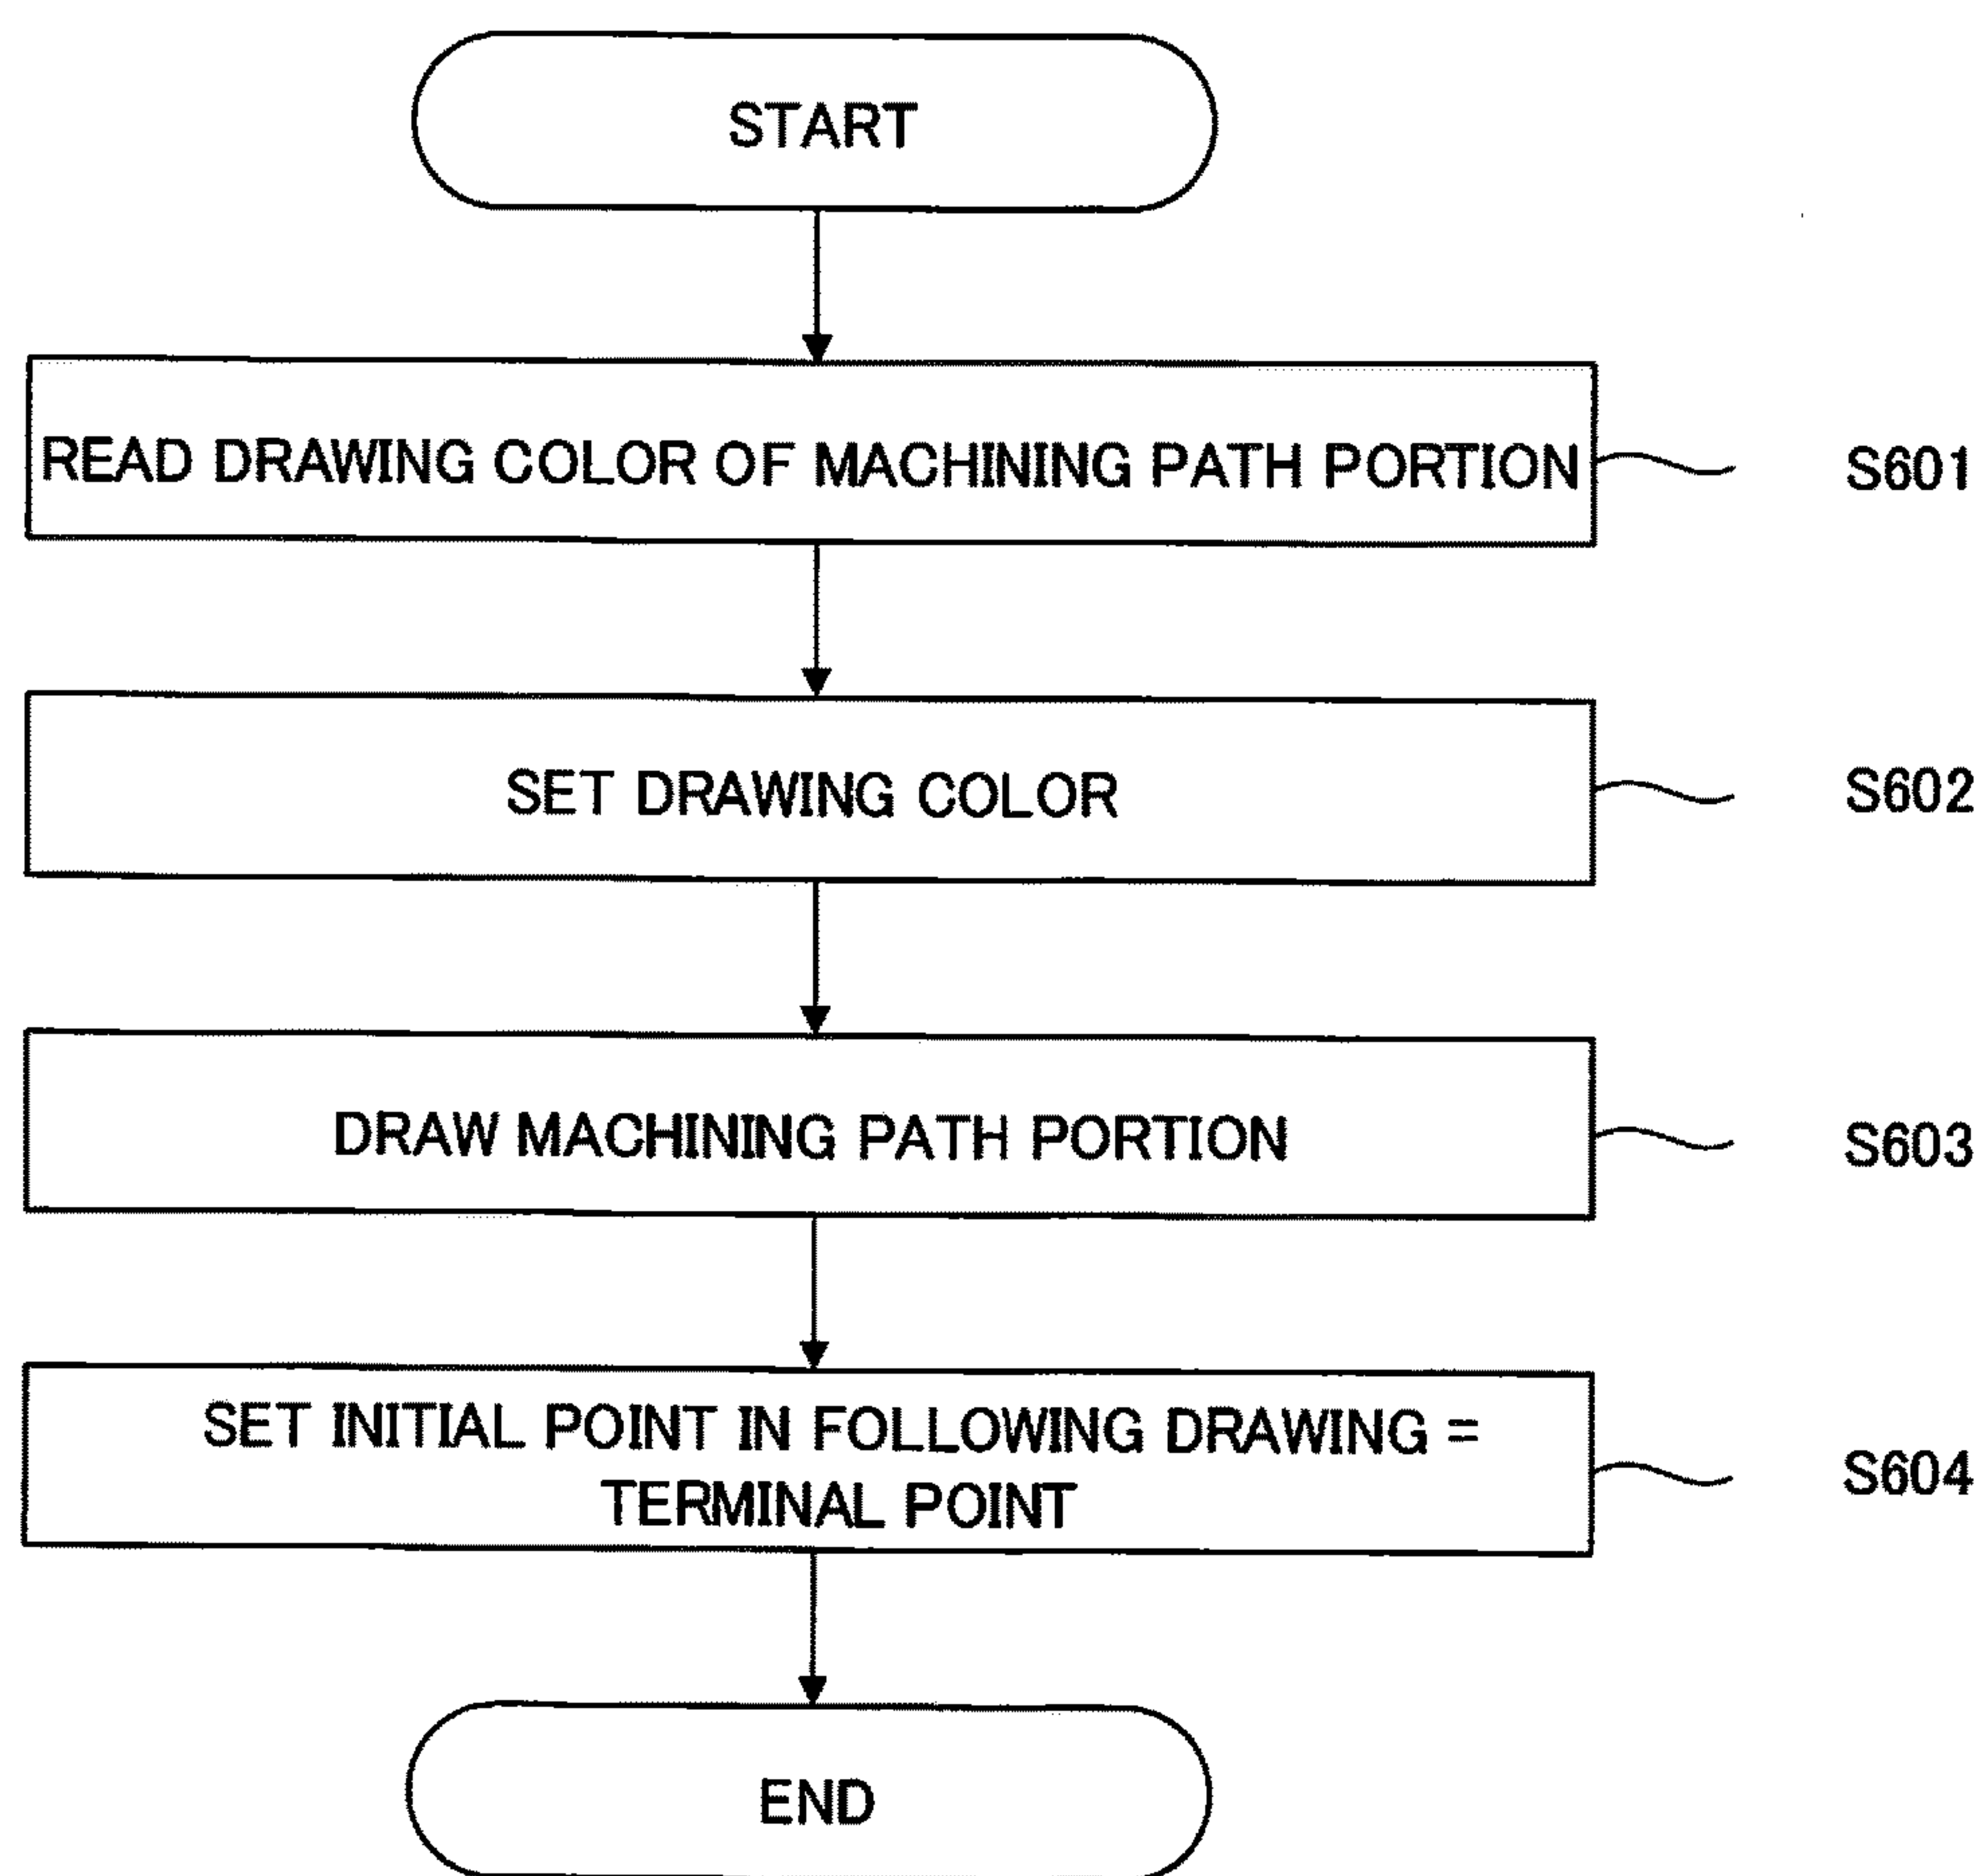 START
READ DRAWING COLOR OF MACHINING PATH PORTION
S601
SET DRAWING COLOR
S602
DRAW MACHINING PATH PORTION
S603
SET INITIAL POINT IN FOLLOWING DRAWING =
TERMINAL POINT
S604
END